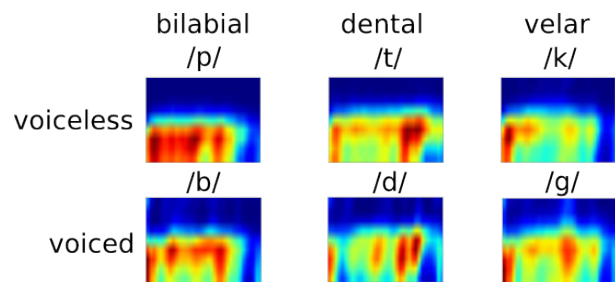 bilabial dental velar
/p/ /t/ /k/
voiceless
/b/ /d/ /g/
voiced